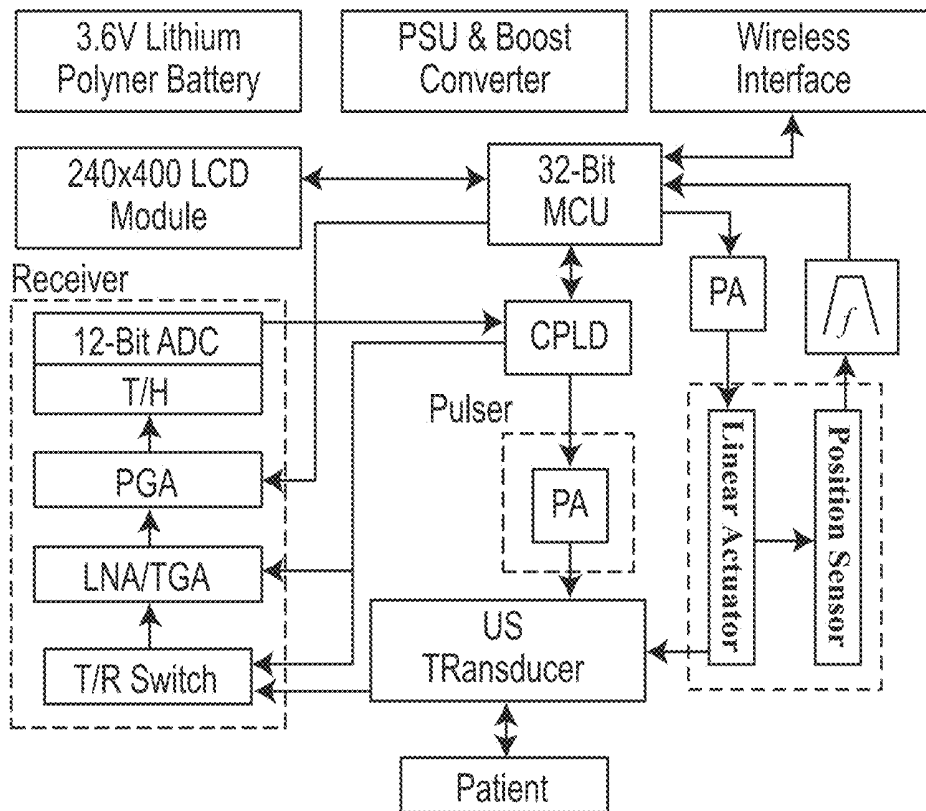 3.6V Lithium
Polyner Battery
PSU & Boost
Converter
Wireless
Interface
240x400 LCD
Module
32-Bit
MCU
Receiver
PA
f
12-Bit ADC
T/H
CPLD
Pulser
PGA
PA
Linear Actuator
Position Sensor
LNA/TGA
US
TRansducer
T/R Switch
Patient